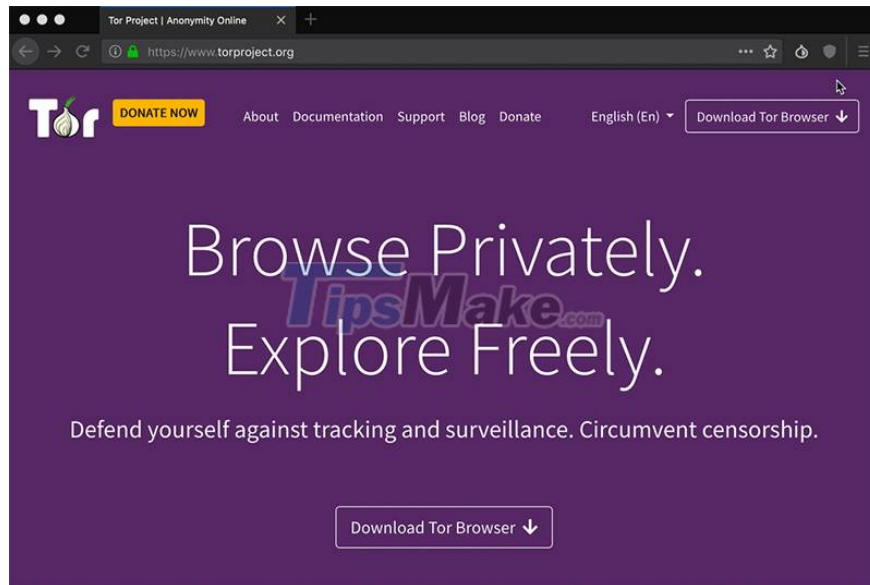 Tor Project | Anonymity Online
https://www.torproject.org
Tor
DONATE NOW
About Documentation Support Blog Donate
English (En)
Download Tor Browser
Browse Privately.
TipsMake.com
Explore Freely.
Defend yourself against tracking and surveillance. Circumvent censorship.
Download Tor Browser